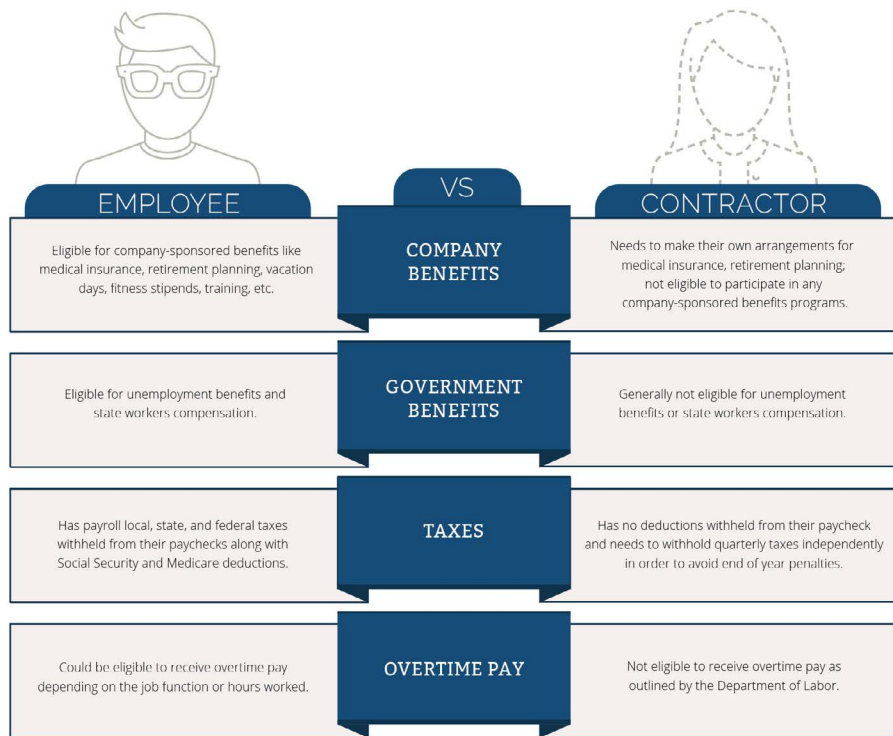 EMPLOYEE
VS
CONTRACTOR
Eligible for company-sponsored benefits like
medical insurance, retirement planning, vacation
days, fitness stipends, training, etc.
COMPANY
BENEFITS
Needs to make their own arrangements for
medical insurance, retirement planning;
not eligible to participate in any
company-sponsored benefits programs.
Eligible for unemployment benefits and
state workers compensation.
GOVERNMENT
BENEFITS
Generally not eligible for unemployment
benefits or state workers compensation.
Has payroll local, state, and federal taxes
withheld from their paychecks along with
Social Security and Medicare deductions.
TAXES
Has no deductions withheld from their paycheck
and needs to withhold quarterly taxes independently
in order to avoid end of year penalties.
Could be eligible to receive overtime pay
depending on the job function or hours worked.
OVERTIME PAY
Not eligible to receive overtime pay as
outlined by the Department of Labor.